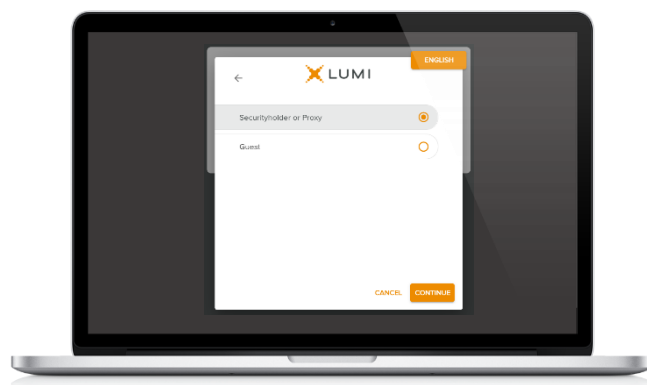 ENGLISH
LUMI
Securityholder or Proxy
Guest
CANCEL
CONTINUE